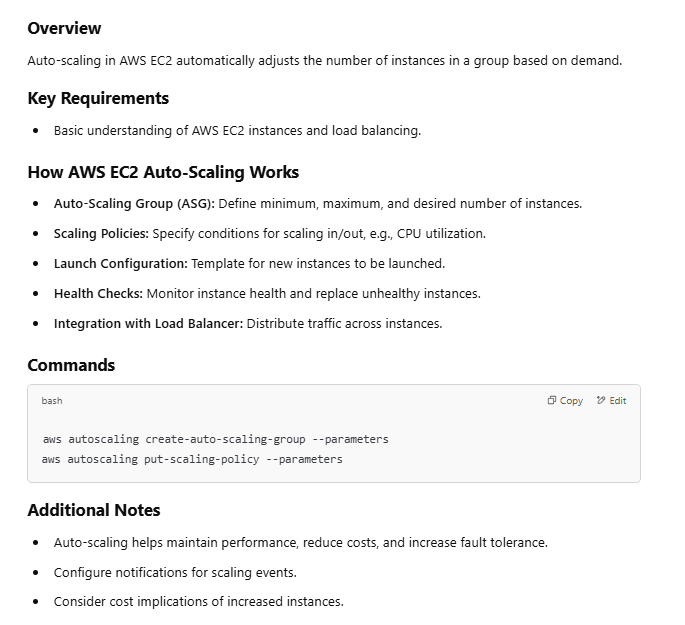 Overview
Auto-scaling in AWS EC2 automatically adjusts the number of instances in a group based on demand.
Key Requirements
• Basic understanding of AWS EC2 instances and load balancing.
How AWS EC2 Auto-Scaling Works
• Auto-Scaling Group (ASG): Define minimum, maximum, and desired number of instances.
• Scaling Policies: Specify conditions for scaling in/out, e.g., CPU utilization.
• Launch Configuration: Template for new instances to be launched.
• Health Checks: Monitor instance health and replace unhealthy instances.
• Integration with Load Balancer: Distribute traffic across instances.
Commands
bash Copy Edit
aws autoscaling create-auto-scaling-group --parameters
aws autoscaling put-scaling-policy --parameters
Additional Notes
• Auto-scaling helps maintain performance, reduce costs, and increase fault tolerance.
• Configure notifications for scaling events.
• Consider cost implications of increased instances.